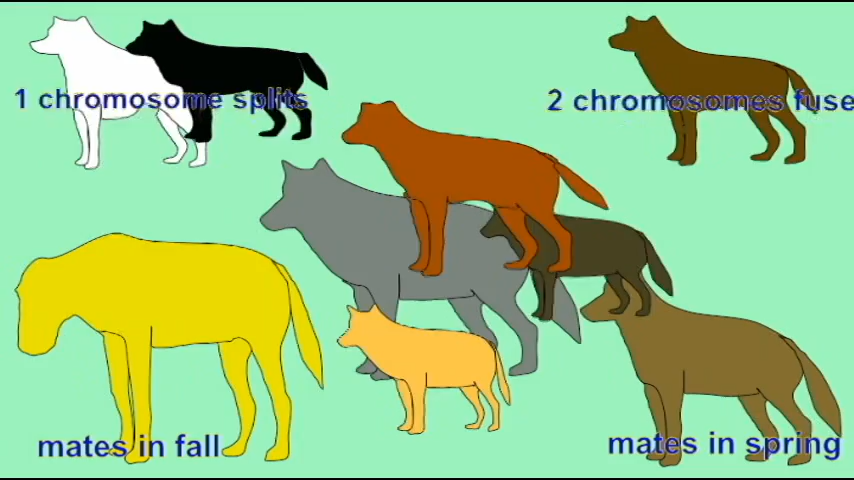 1 chromosome splits
2 chromosomes fuse
mates in fall
mates in spring